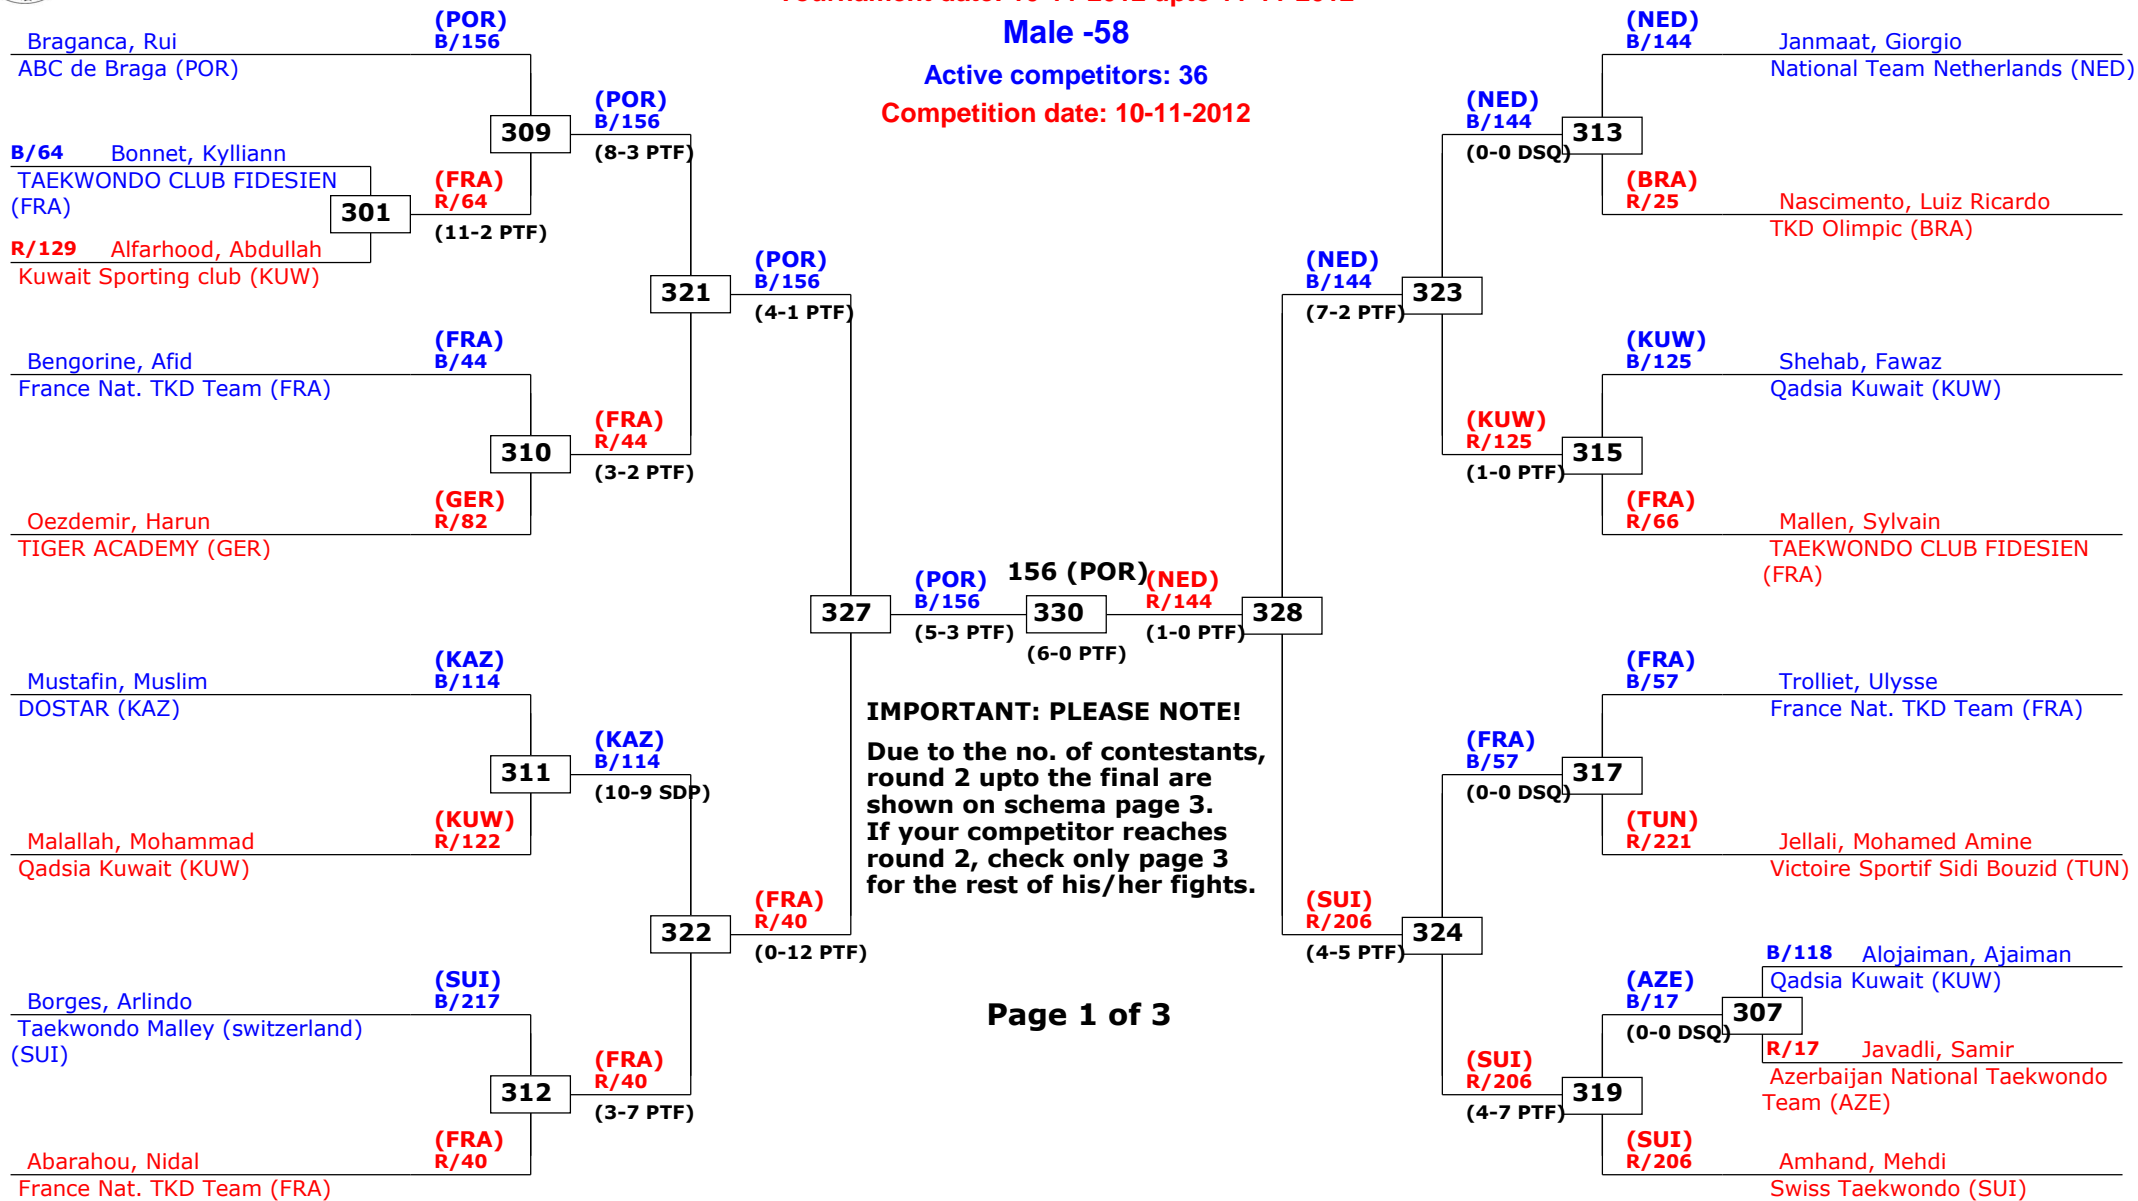 Tournament date: 10-11-2012 upto 11-11-2012
Male -58
Active competitors: 36
Competition date: 10-11-2012
Braganca, Rui
ABC de Braga (POR)
(POR)
B/156
B/64 Bonnet, Kylliann
TAEKWONDO CLUB FIDESIEN
(FRA)
301
R/129 Alfarhood, Abdullah
Kuwait Sporting club (KUW)
(FRA)
R/64
(11-2 PTF)
309
(POR)
B/156
(8-3 PTF)
Bengorine, Afid
France Nat. TKD Team (FRA)
(FRA)
B/44
310
Oezdemir, Harun
TIGER ACADEMY (GER)
(GER)
R/82
(FRA)
R/44
(3-2 PTF)
321
(POR)
B/156
(4-1 PTF)
Mustafin, Muslim
DOSTAR (KAZ)
(KAZ)
B/114
311
Malallah, Mohammad
Qadsia Kuwait (KUW)
(KUW)
R/122
(KAZ)
B/114
(10-9 SDP)
Borges, Arlindo
Taekwondo Malley (switzerland)
(SUI)
(SUI)
B/217
312
Abarahou, Nidal
France Nat. TKD Team (FRA)
(FRA)
R/40
(FRA)
R/40
(3-7 PTF)
322
(FRA)
R/40
(0-12 PTF)
327
(POR)
B/156
(5-3 PTF)
156 (POR)
330
(6-0 PTF)
(NED)
R/144
(1-0 PTF)
328
IMPORTANT: PLEASE NOTE!
Due to the no. of contestants,
round 2 upto the final are
shown on schema page 3.
If your competitor reaches
round 2, check only page 3
for the rest of his/her fights.
Page 1 of 3
(NED)
B/144
(7-2 PTF)
323
(NED)
B/144
(0-0 DSQ)
313
(NED)
B/144
Janmaat, Giorgio
National Team Netherlands (NED)
(BRA)
R/25
Nascimento, Luiz Ricardo
TKD Olimpic (BRA)
(KUW)
R/125
(1-0 PTF)
315
(KUW)
B/125
Shehab, Fawaz
Qadsia Kuwait (KUW)
(FRA)
R/66
Mallen, Sylvain
TAEKWONDO CLUB FIDESIEN
(FRA)
(SUI)
R/206
(4-5 PTF)
324
(FRA)
B/57
(0-0 DSQ)
317
(FRA)
B/57
Trolliet, Ulysse
France Nat. TKD Team (FRA)
(TUN)
R/221
Jellali, Mohamed Amine
Victoire Sportif Sidi Bouzid (TUN)
(SUI)
R/206
(4-7 PTF)
319
(AZE)
B/17
(0-0 DSQ)
307
B/118 Alojaiman, Ajaiman
Qadsia Kuwait (KUW)
R/17 Javadli, Samir
Azerbaijan National Taekwondo
Team (AZE)
(SUI)
R/206
Amhand, Mehdi
Swiss Taekwondo (SUI)